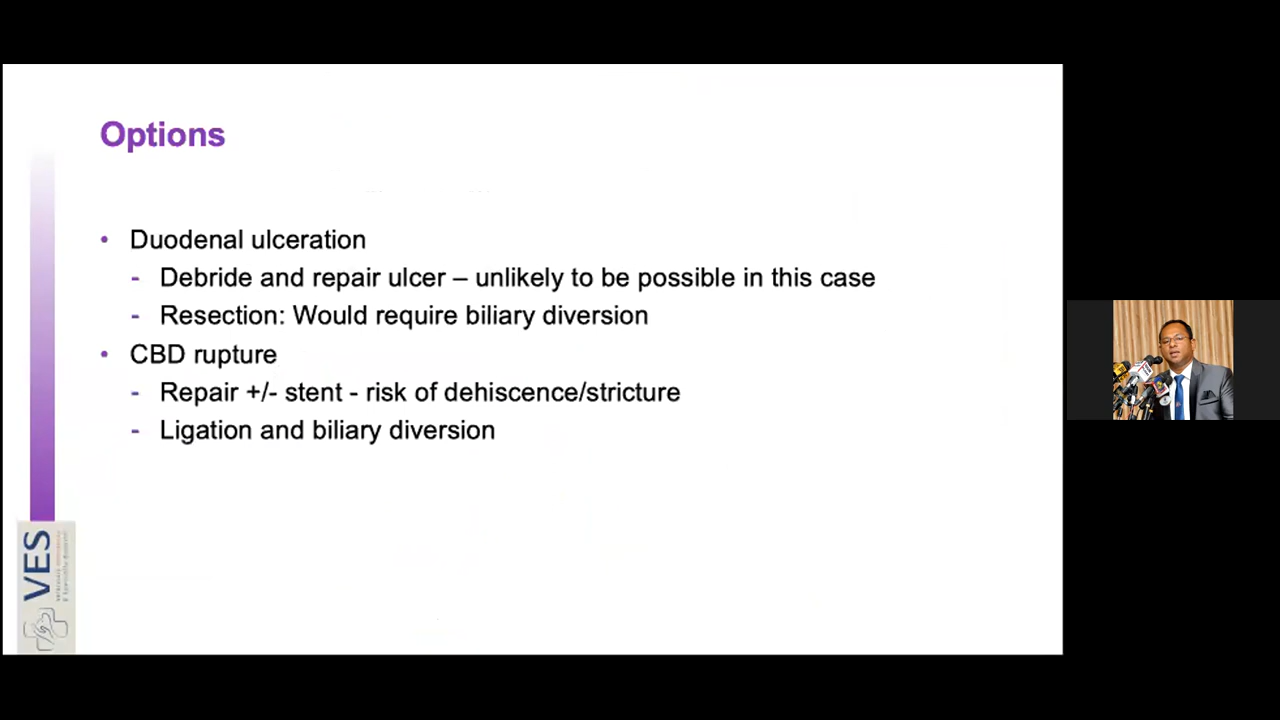 Options
• Duodenal ulceration
- Debride and repair ulcer – unlikely to be possible in this case
- Resection: Would require biliary diversion
• CBD rupture
- Repair +/- stent - risk of dehiscence/stricture
- Ligation and biliary diversion
VES